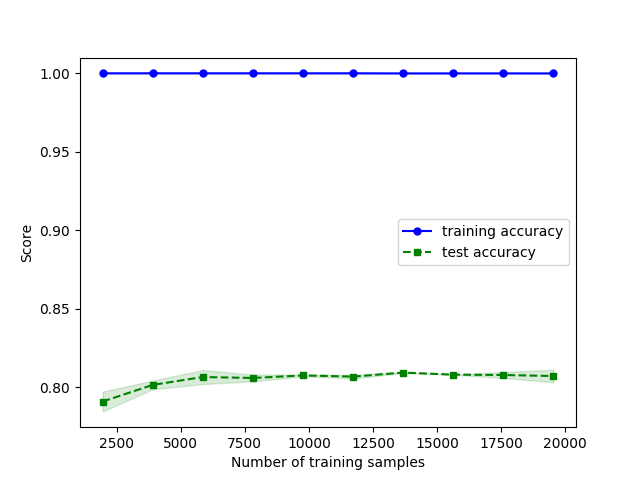 1.00
0.95
0.90
0.85
0.80
Score
training accuracy
test accuracy
2500 5000 7500 10000 12500 15000 17500 20000
Number of training samples